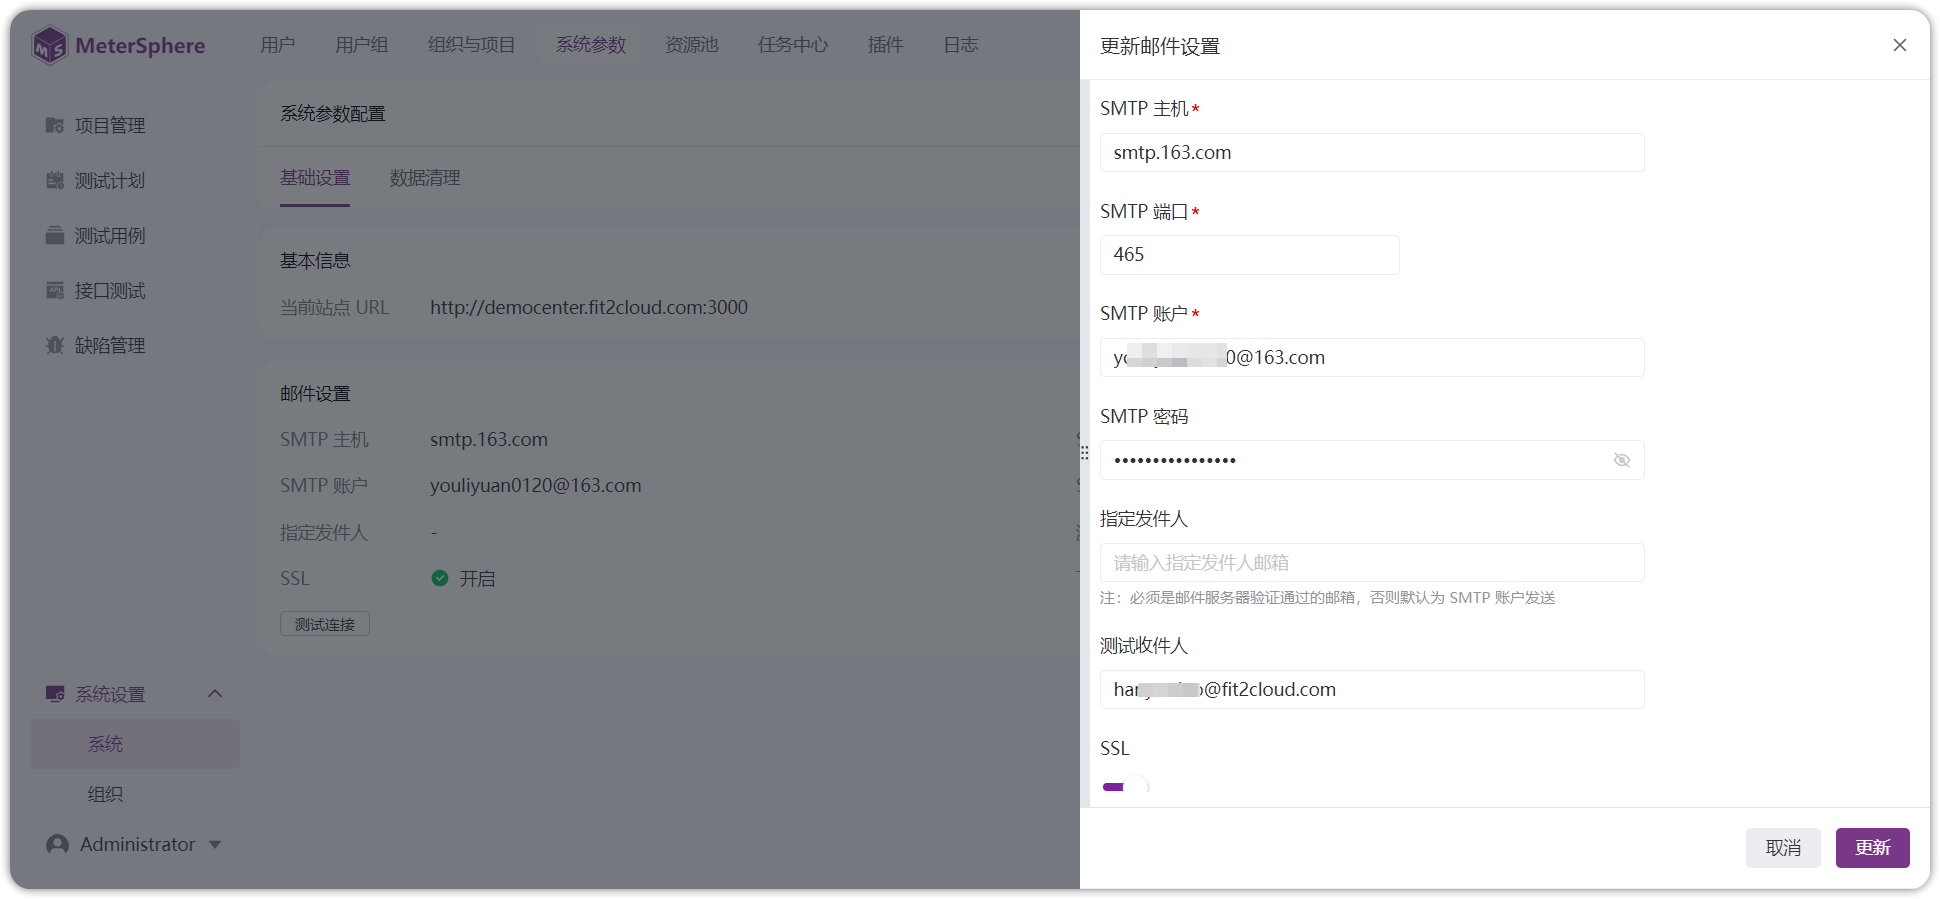 MeterSphere
用户
用户组
组织与项目
系统参数
资源池
任务中心
插件
日志
项目管理
测试计划
测试用例
接口测试
缺陷管理
系统设置
系统
组织
Administrator
系统参数配置
基础设置
数据清理
基本信息
当前站点 URL http://democenter.fit2cloud.com:3000
邮件设置
SMTP 主机 smtp.163.com
SMTP 账户 youliyuan0120@163.com
指定发件人 -
SSL 开启
测试连接
更新邮件设置
SMTP 主机*
smtp.163.com
SMTP 端口*
465
SMTP 账户*
0@163.com
SMTP 密码
••••••••••••••••
指定发件人
请输入指定发件人邮箱
注：必须是邮件服务器验证通过的邮箱，否则默认为 SMTP 账户发送
测试收件人
@fit2cloud.com
SSL
取消
更新